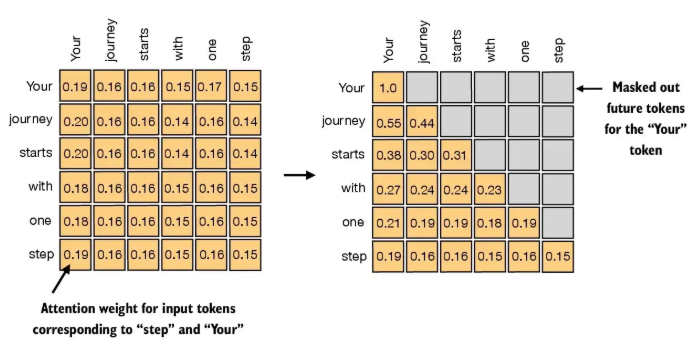 Your journey starts with one step
Your 0.19 0.16 0.16 0.15 0.17 0.15
journey 0.20 0.16 0.16 0.14 0.16 0.14
starts 0.20 0.16 0.16 0.14 0.16 0.14
with 0.18 0.16 0.16 0.15 0.16 0.15
one 0.18 0.16 0.16 0.15 0.16 0.15
step 0.19 0.16 0.16 0.15 0.16 0.15
Attention weight for input tokens
corresponding to “step” and “Your”
Your journey starts with one step
Your 1.0
journey 0.55 0.44
starts 0.38 0.30 0.31
with 0.27 0.24 0.24 0.23
one 0.21 0.19 0.19 0.18 0.19
step 0.19 0.16 0.16 0.15 0.16 0.15
Masked out
future tokens
for the “Your”
token